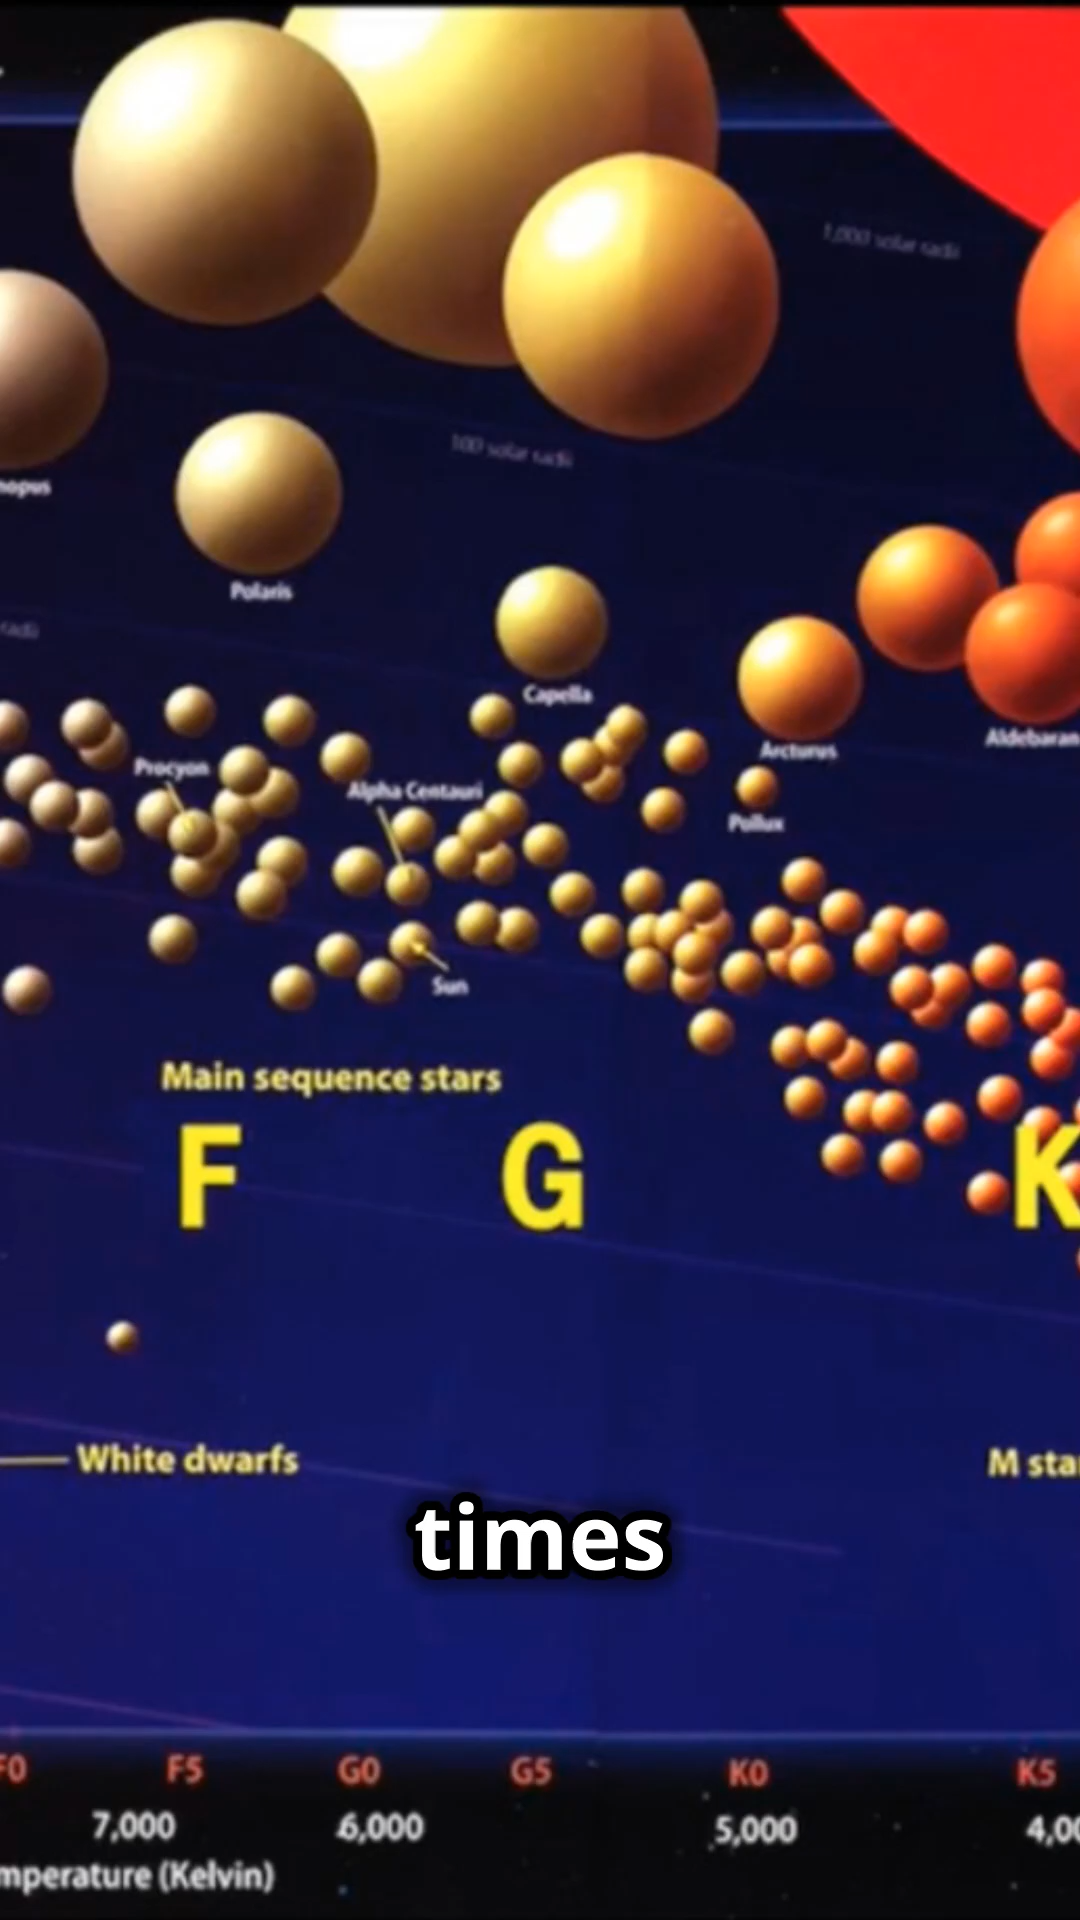 1,000 solar radii
100 solar radii
nopus
Polaris
radii
Capella
Arcturus
Aldebaran
Procyon
Alpha Centauri
Pollux
Sun
Main sequence stars
F G K
White dwarfs
M sta
times
F0 F5 G0 G5 K0 K5
7,000 6,000 5,000 4,00
mperature (Kelvin)